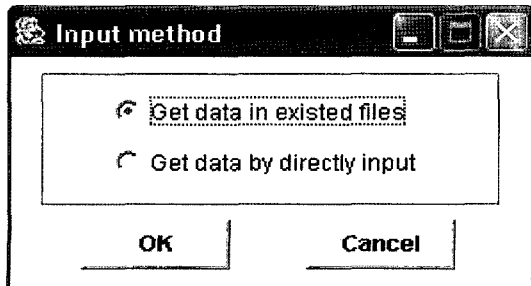 Input method
Get data in existed files
Get data by directly input
OK
Cancel